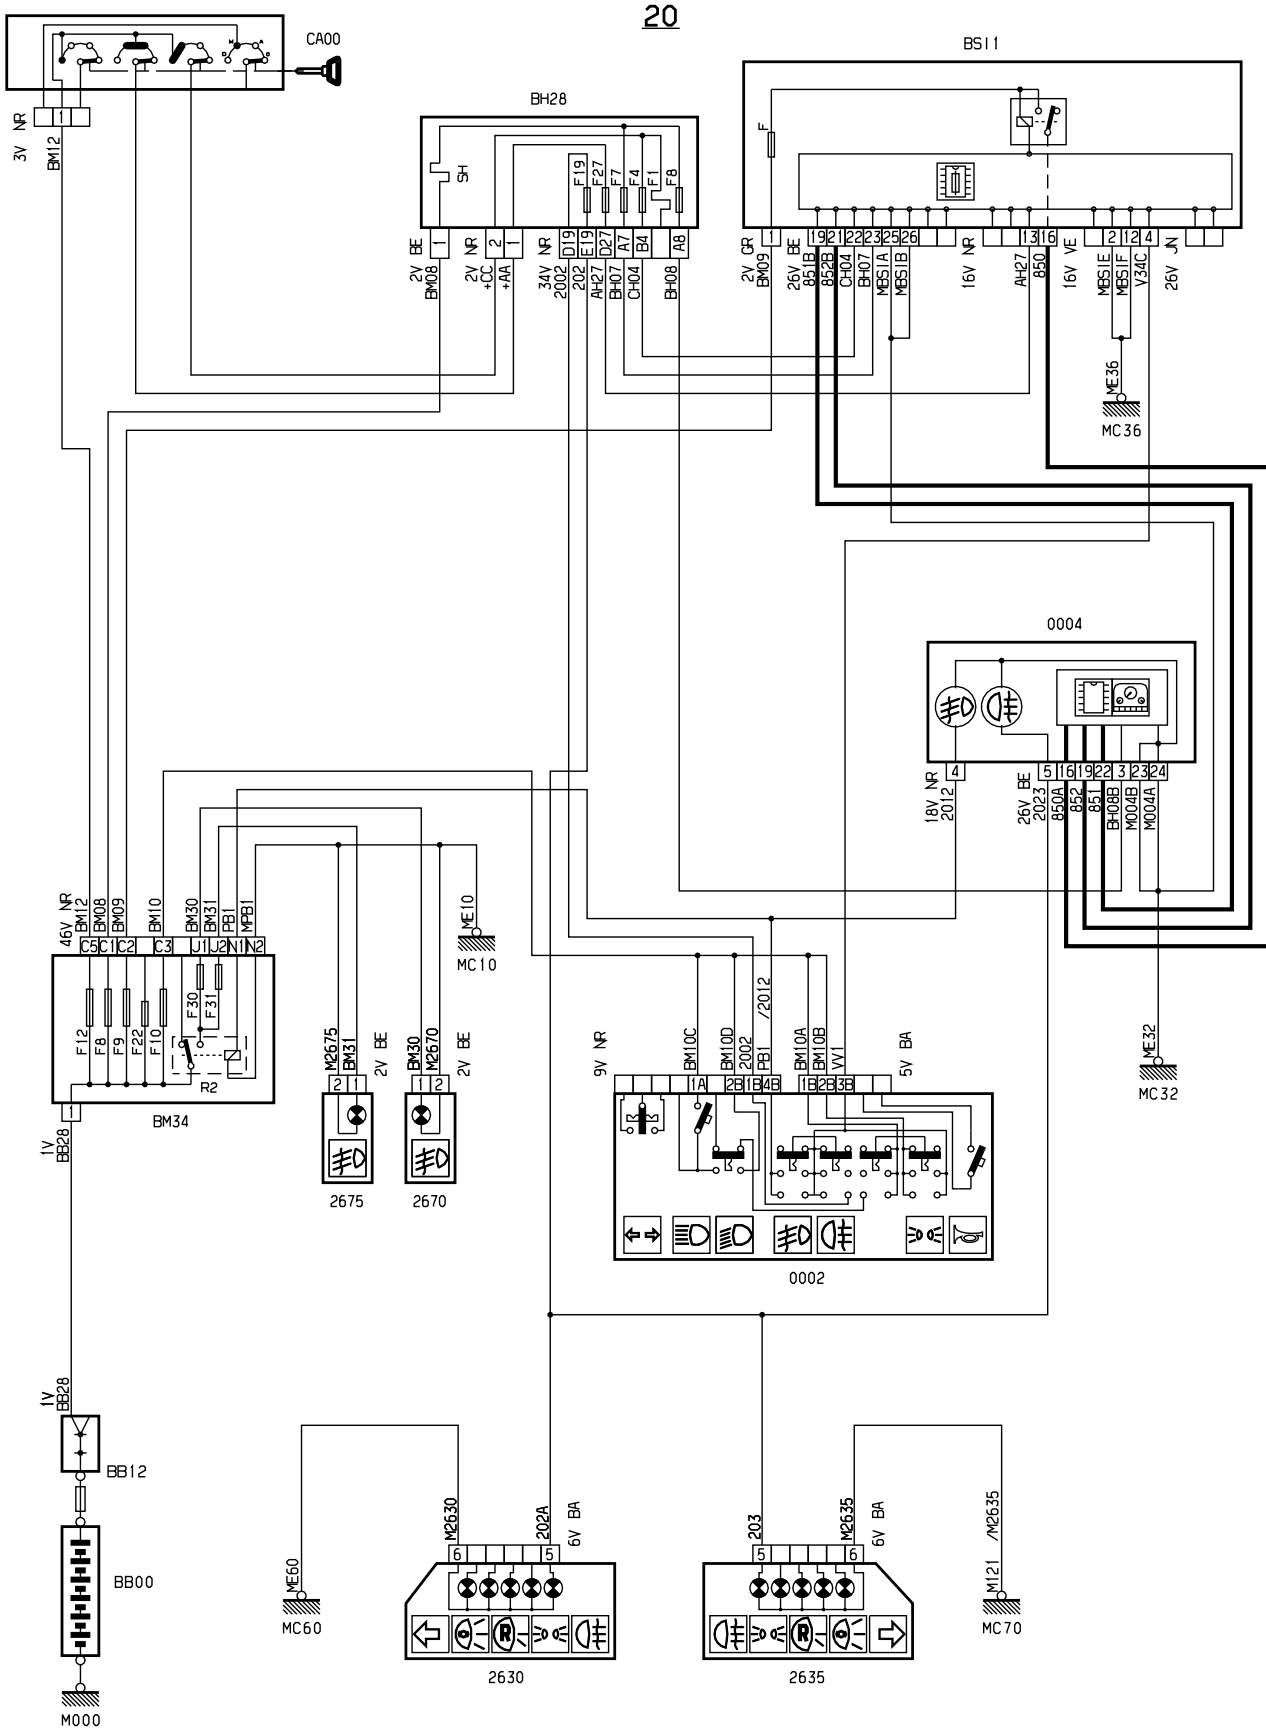 20
CA00
BSI1
BH28
M A
D D
3V NR
1
BM12
SH
F19
F27
F7
F4
F1
F8
F
1
2
1
D19
E19
D27
A7
B4
A8
2V BE
BM08
2V NR
+CC
+AA
34V NR
2002
202
AH27
BH07
CH04
BH08
1
19
21
22
23
25
26
13
16
2
12
4
2V GR
BM09
26V BE
851B
852B
CH04
BH07
MBS1A
MBS1B
16V NR
AH27
850
16V VE
MBS1E
MBS1F
V34C
26V JN
ME36
MC36
0004
4
5
16
19
22
3
23
24
18V NR
2012
26V BE
2023
850A
852
851
BH08B
M004B
M004A
46V NR
BM12
BM08
BM09
BM10
BM30
BM31
PB1
MPB1
ME10
MC10
C5
C1
C2
C3
J1
J2
N1
N2
F12
F8
F9
F22
F10
F30
F31
R2
1
BM34
1V
BB28
M2675
BM31
2V BE
2
1
2675
BM30
M2670
2V BE
1
2
2670
9V NR
BM10C
BM10D
2002
PB1
/2012
BM10A
BM10B
VV1
5V BA
1A
2B
1B
4B
1B
2B
3B
0002
ME32
MC32
1V
BB28
BB12
BB00
M000
ME60
MC60
M2630
202A
6V BA
6
5
R
2630
203
M2635
6V BA
5
6
R
2635
M121 /M2635
MC70